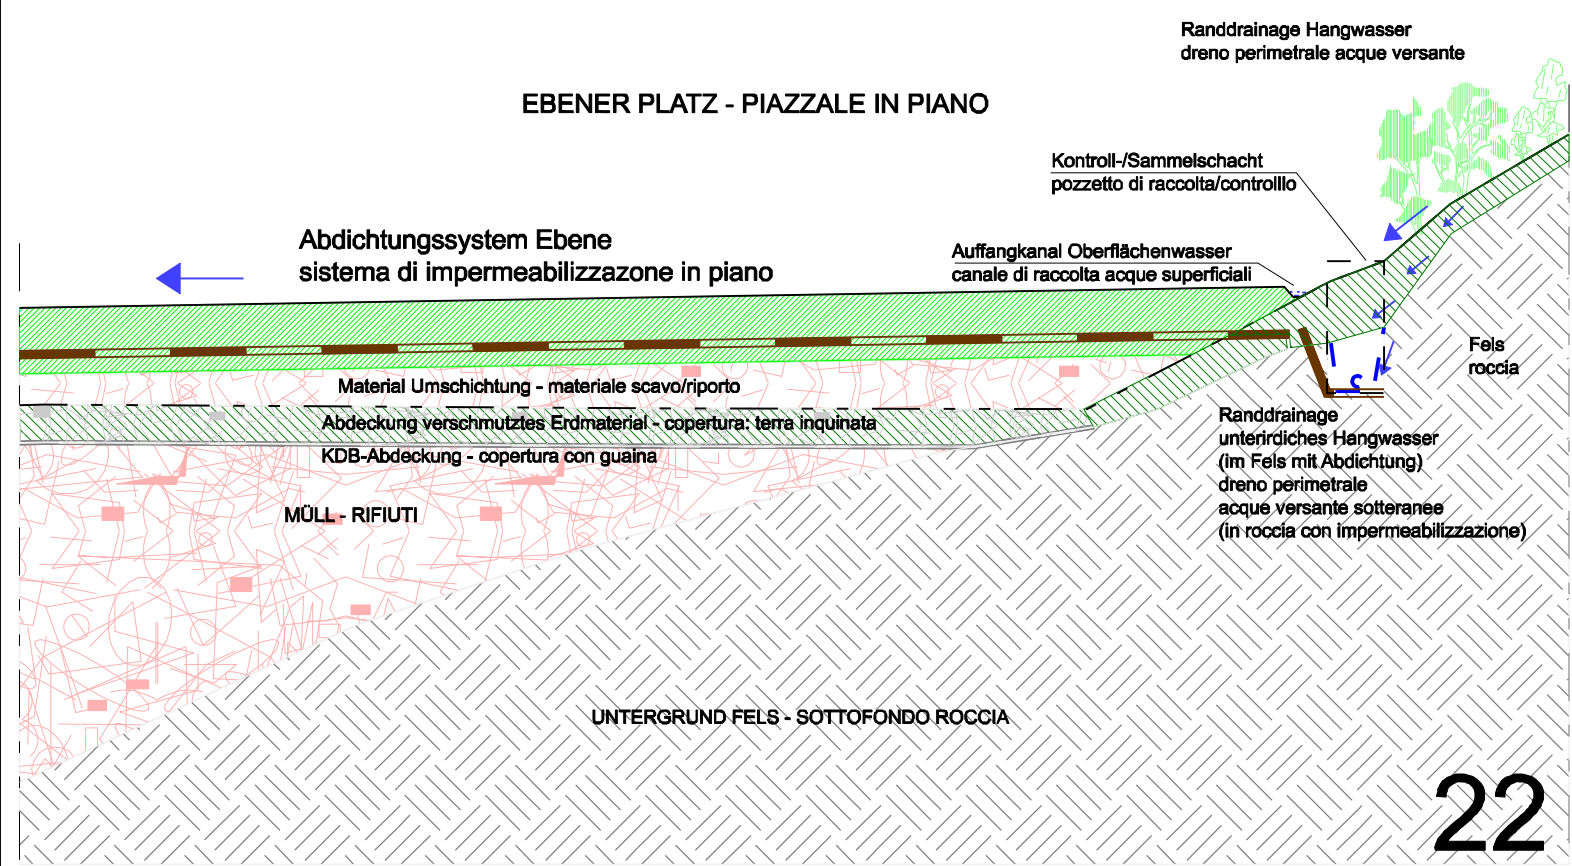 Randdrainage Hangwasser
dreno perimetrale acque versante
EBENER PLATZ - PIAZZALE IN PIANO
Kontroll-/Sammelschacht
pozzetto di raccolta/controlllo
Abdichtungssystem Ebene
sistema di impermeabilizzazone in piano
Auffangkanal Oberflächenwasser
canale di raccolta acque superficiali
Fels
roccia
Material Umschichtung - materiale scavo/riporto
Abdeckung verschmutztes Erdmaterial - copertura: terra inquinata
KDB-Abdeckung - copertura con guaina
MÜLL - RIFIUTI
Randdrainage
unterirdiches Hangwasser
(im Fels mit Abdichtung)
dreno perimetrale
acque versante sotteranee
(in roccia con impermeabilizzazione)
UNTERGRUND FELS - SOTTOFONDO ROCCIA
22